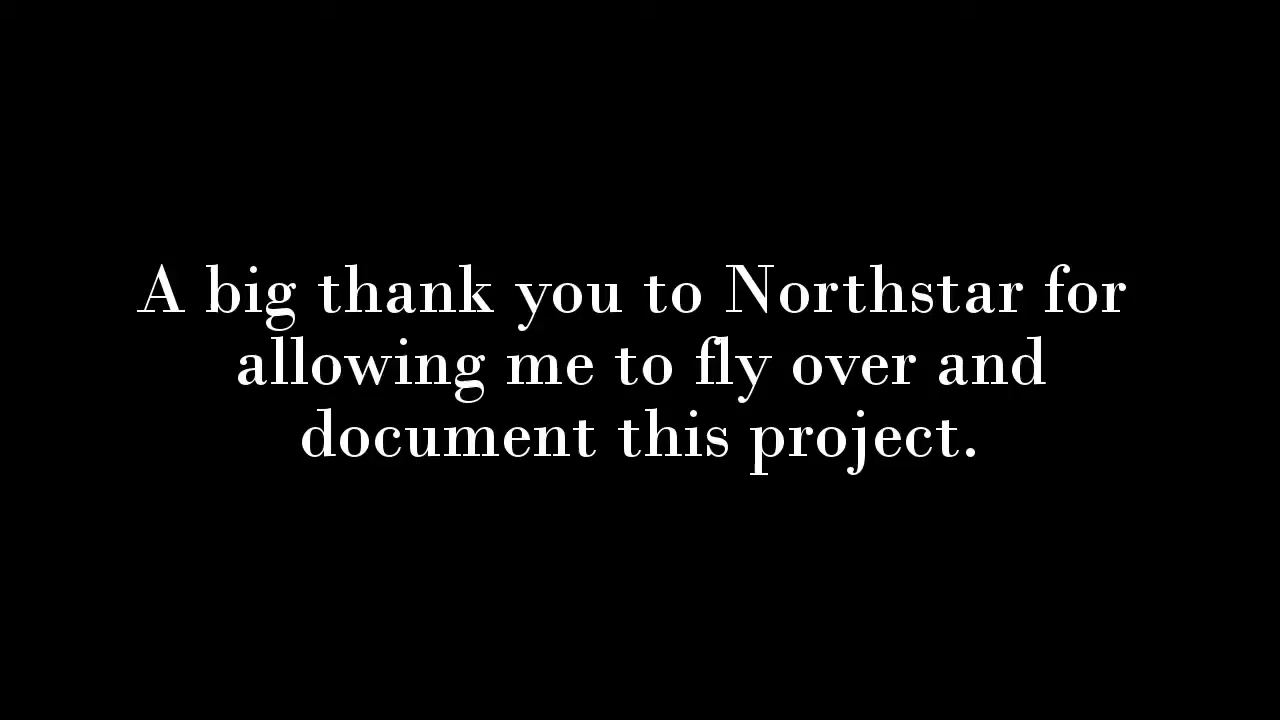 A big thank you to Northstar for
allowing me to fly over and
document this project.